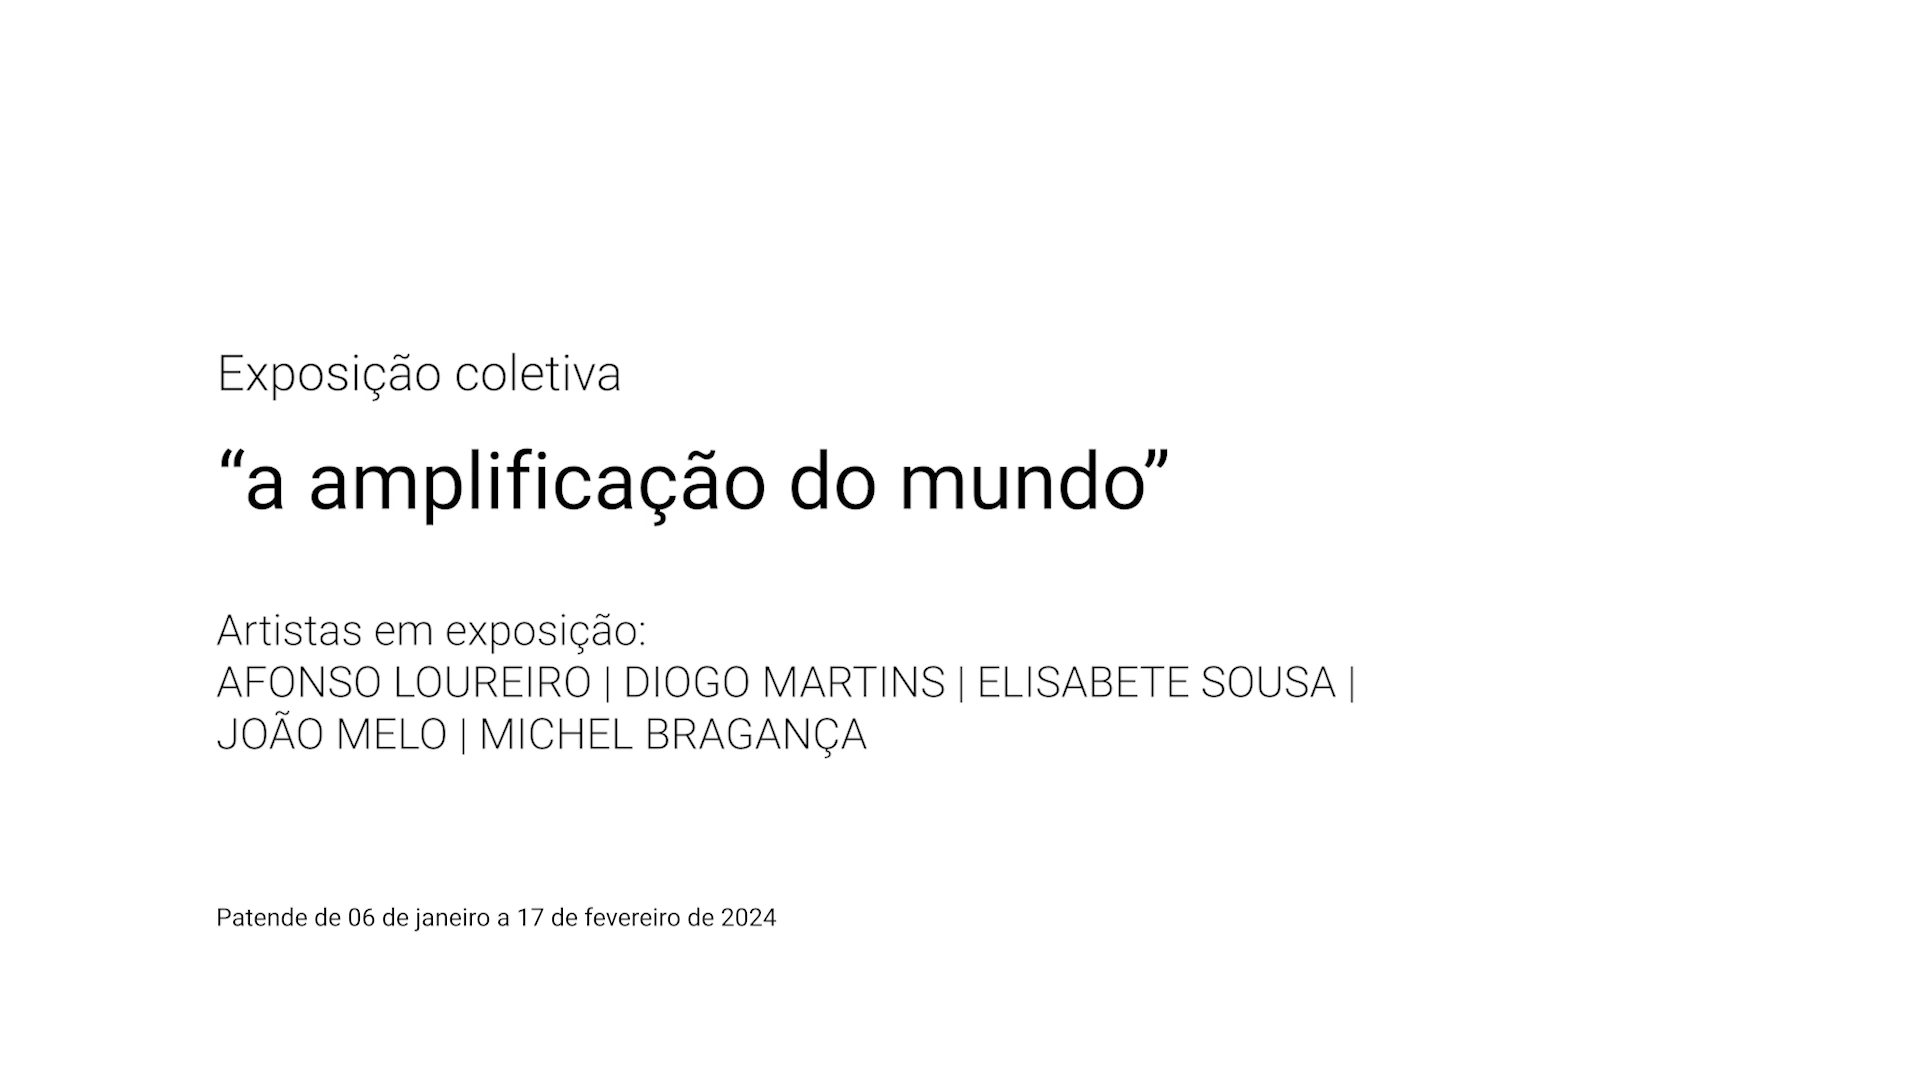 Exposição coletiva
“a amplificação do mundo”
Artistas em exposição:
AFONSO LOUREIRO | DIOGO MARTINS | ELISABETE SOUSA |
JOÃO MELO | MICHEL BRAGANÇA
Patende de 06 de janeiro a 17 de fevereiro de 2024